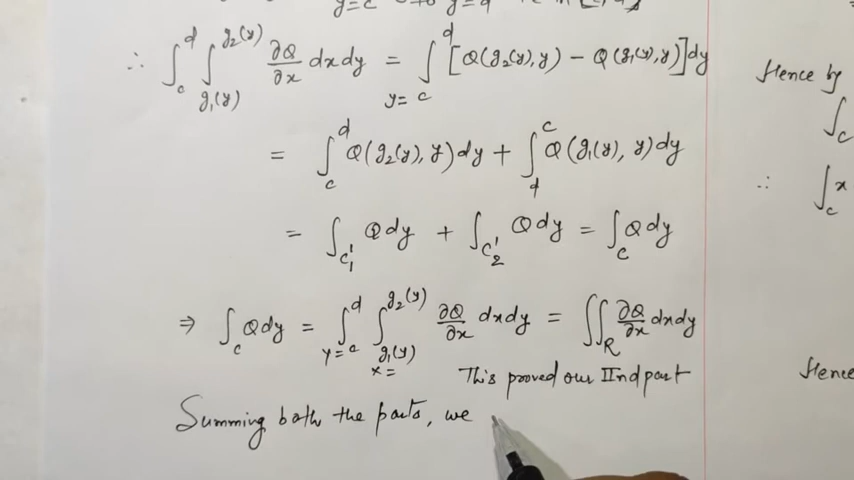 ∴ ∫_c^d ∫_{g₁(y)}^{g₂(y)} ∂Q/∂x dx dy = ∫_{y=c}^d [Q(g₂(y), y) − Q(g₁(y), y)] dy
= ∫_c^d Q(g₂(y), y) dy + ∫_d^c Q(g₁(y), y) dy
= ∫_{C₁'} Q dy + ∫_{C₂'} Q dy = ∫_C Q dy
⇒ ∫_C Q dy = ∫_{y=c}^d ∫_{x=g₁(y)}^{g₂(y)} ∂Q/∂x dx dy = ∬_R ∂Q/∂x dx dy
This proved our IInd part
Summing both the parts, we
Hence by
∫_C
∴ ∫_C x
Hence